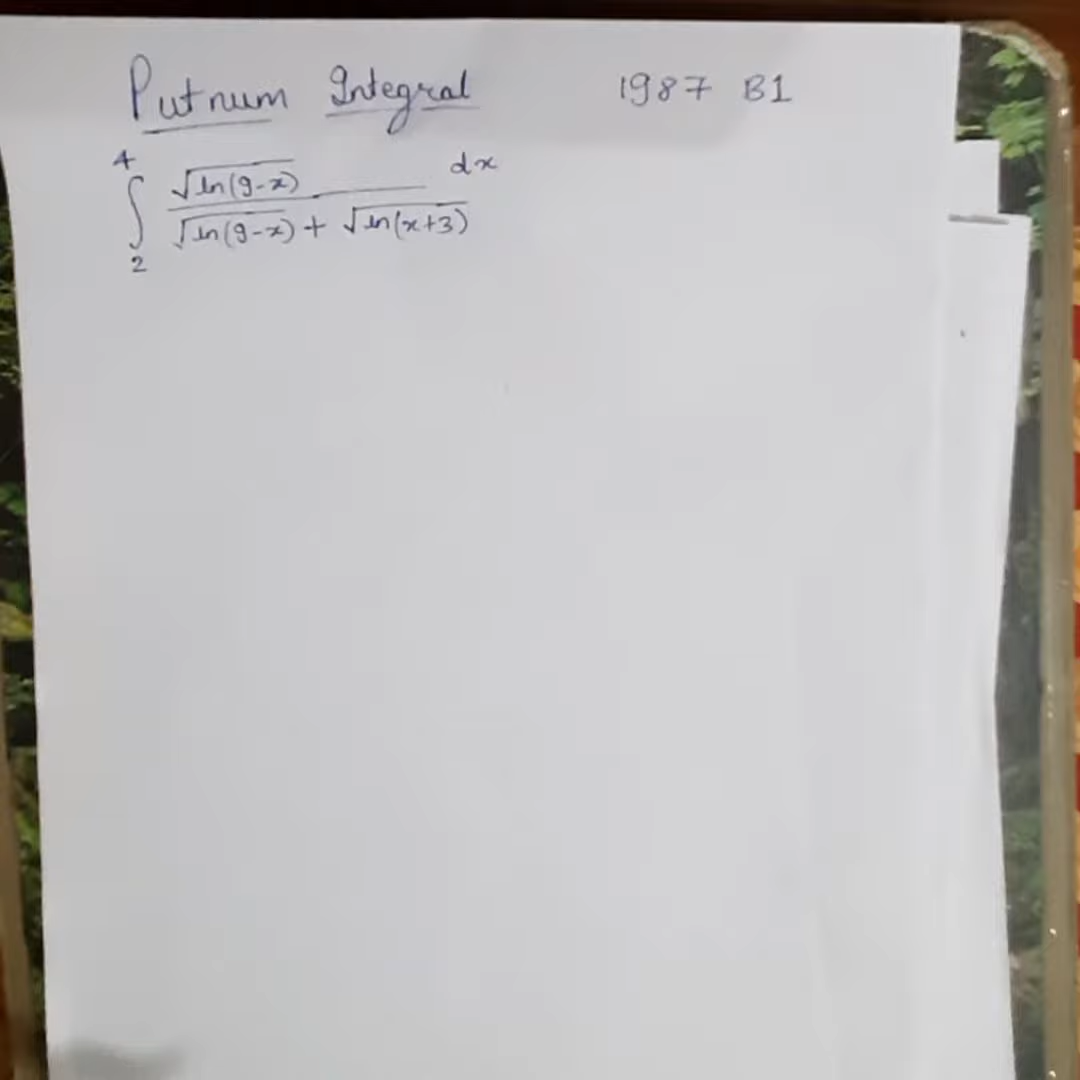 Putnum Integral 1987 B1
4
∫ √ln(9-x) dx
√ln(9-x) + √ln(x+3)
2